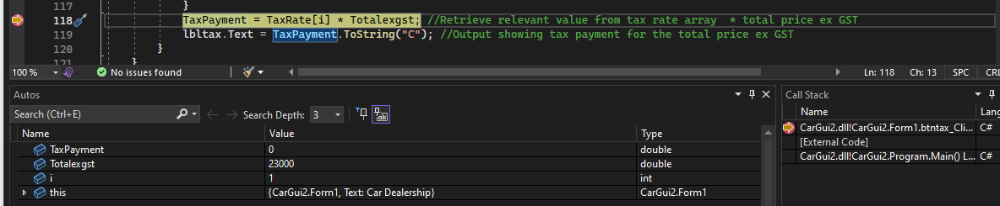 117 }
118 TaxPayment = TaxRate[i] * Totalexgst; //Retrieve relevant value from tax rate array * total price ex GST
119 lbltax.Text = TaxPayment.ToString("C"); //Output showing tax payment for the total price ex GST
120 }
121 }
100 % No issues found Ln: 118 Ch: 13 SPC CRL
Autos
Search (Ctrl+E) Search Depth: 3
Name Value Type
TaxPayment 0 double
Totalexgst 23000 double
i 1 int
this {CarGui2.Form1, Text: Car Dealership} CarGui2.Form1
Call Stack
Name Lang
CarGui2.dll!CarGui2.Form1.btntax_Cli... C#
[External Code]
CarGui2.dll!CarGui2.Program.Main() L... C#